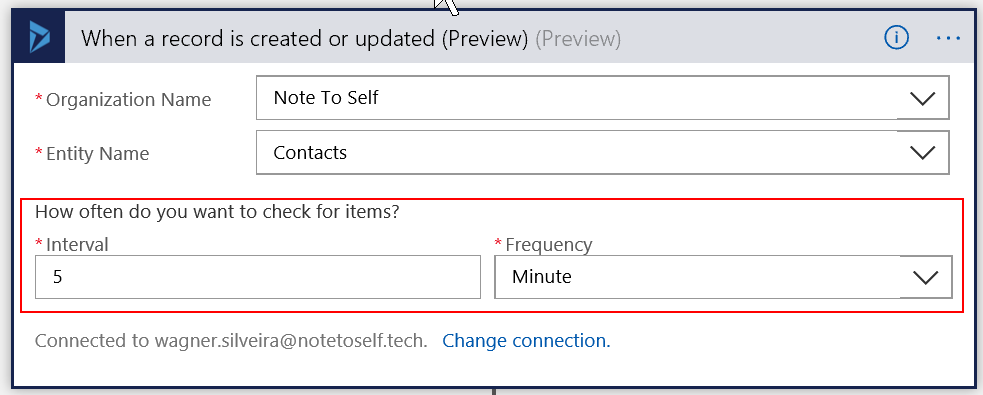 When a record is created or updated (Preview) (Preview)
* Organization Name Note To Self
* Entity Name Contacts
How often do you want to check for items?
* Interval * Frequency
5 Minute
Connected to wagner.silveira@notetoself.tech. Change connection.